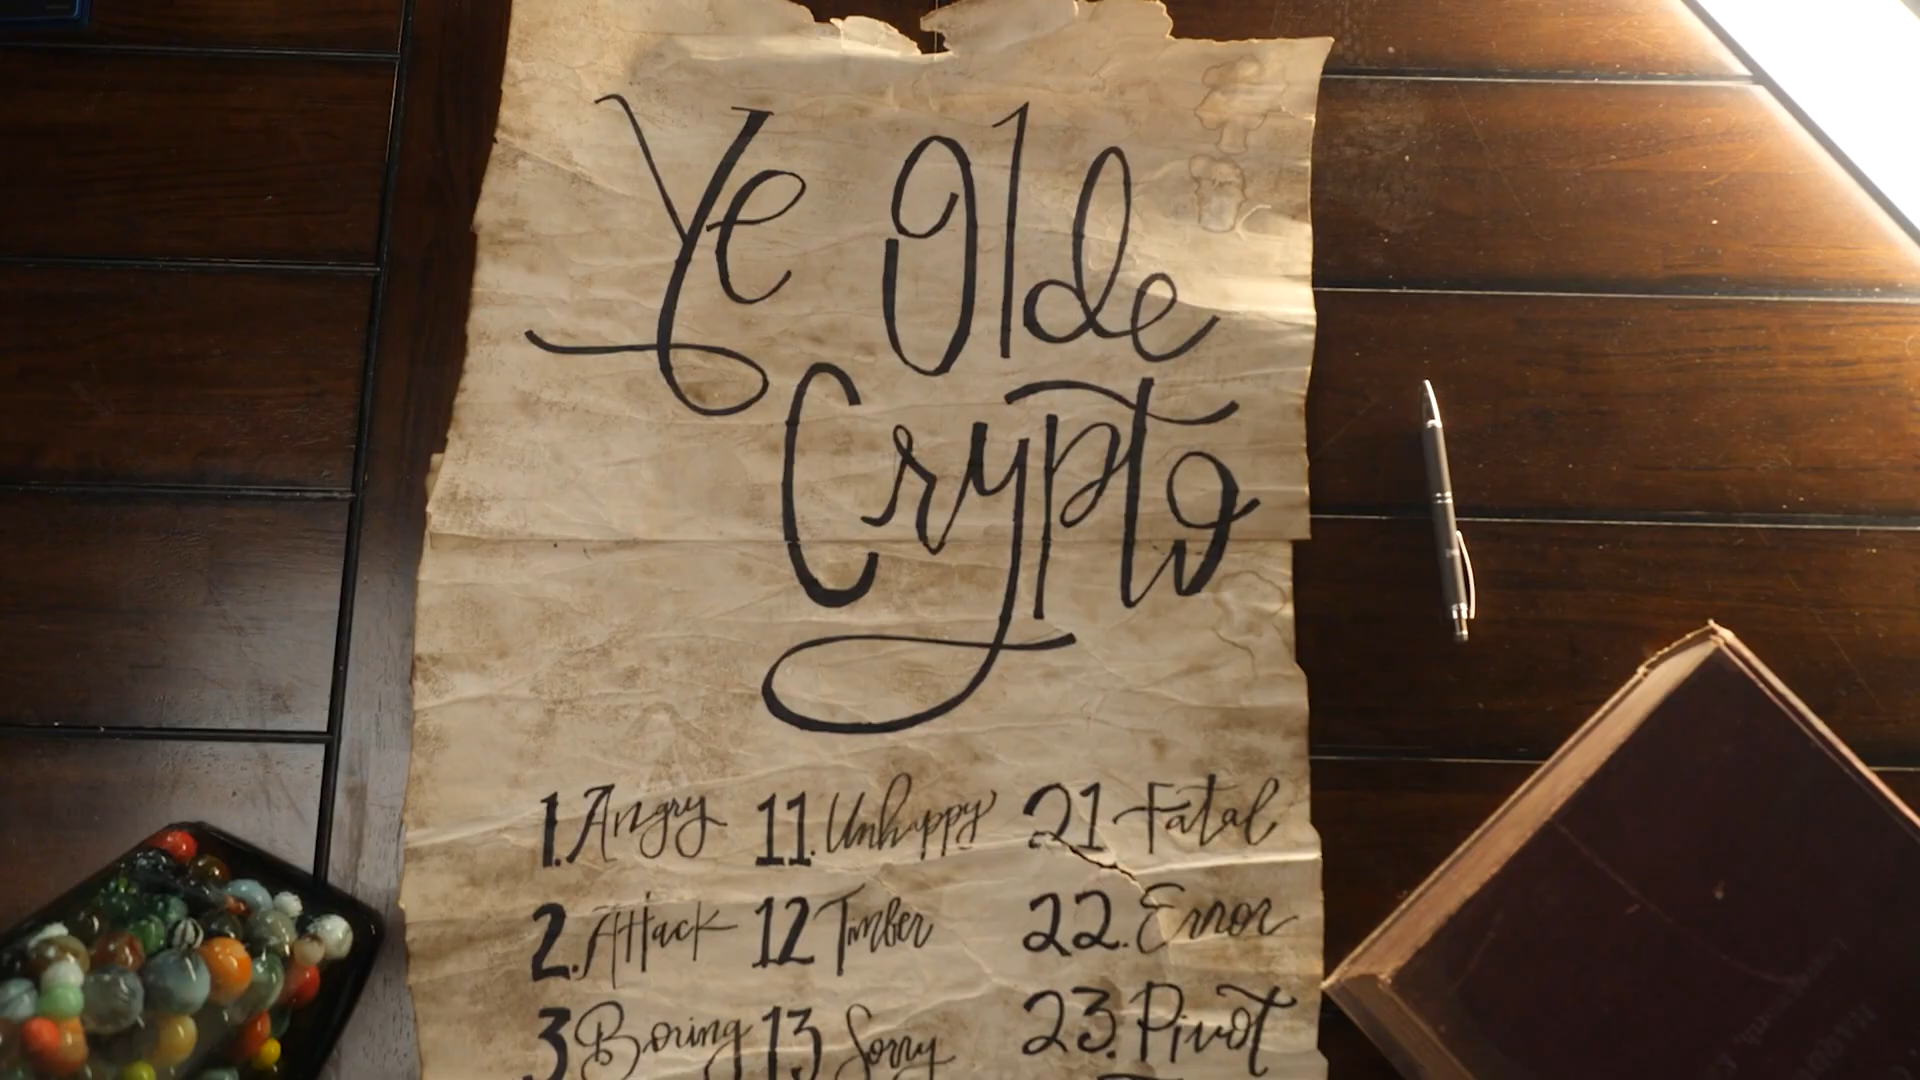 Ye Olde
Crypto
1. Angry 11. Unhappy 21 Fatal
2. Attack 12 Timber 22. Error
3 Boring 13 Sorry 23. Pivot